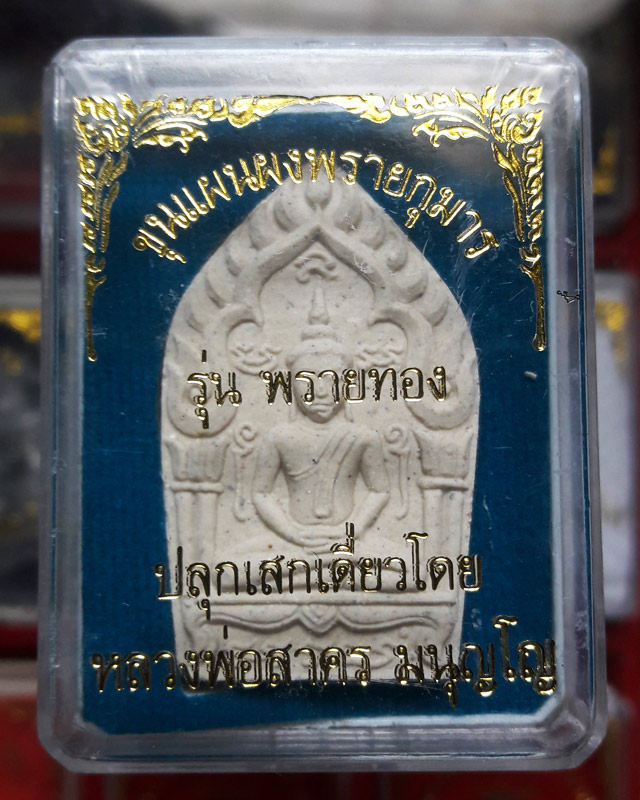 ขุนแผนผงพรายกุมาร
รุ่น พรายทอง
ปลุกเสกเดี่ยวโดย
หลวงพ่อสาคร มนุญโญ